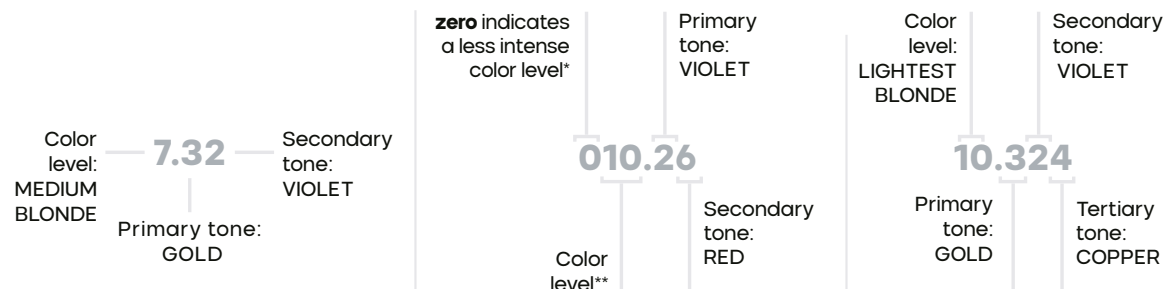 Color
level:
MEDIUM
BLONDE
7.32
Secondary
tone:
VIOLET
Primary tone:
GOLD
zero indicates
a less intense
color level*
Primary
tone:
VIOLET
010.26
Color
level**
Secondary
tone:
RED
Color
level:
LIGHTEST
BLONDE
Secondary
tone:
VIOLET
10.324
Primary
tone:
GOLD
Tertiary
tone:
COPPER